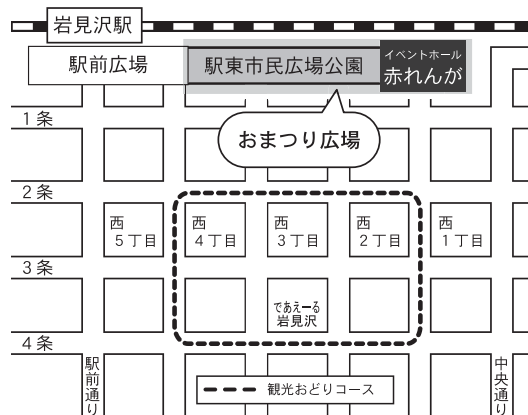 岩見沢駅
駅前広場
駅東市民広場公園
イベントホール
赤れんが
1条
おまつり広場
2条
西
5丁目
西
4丁目
西
3丁目
西
2丁目
西
1丁目
3条
であえーる
岩見沢
4条
駅前通り
中央通り
観光おどりコース